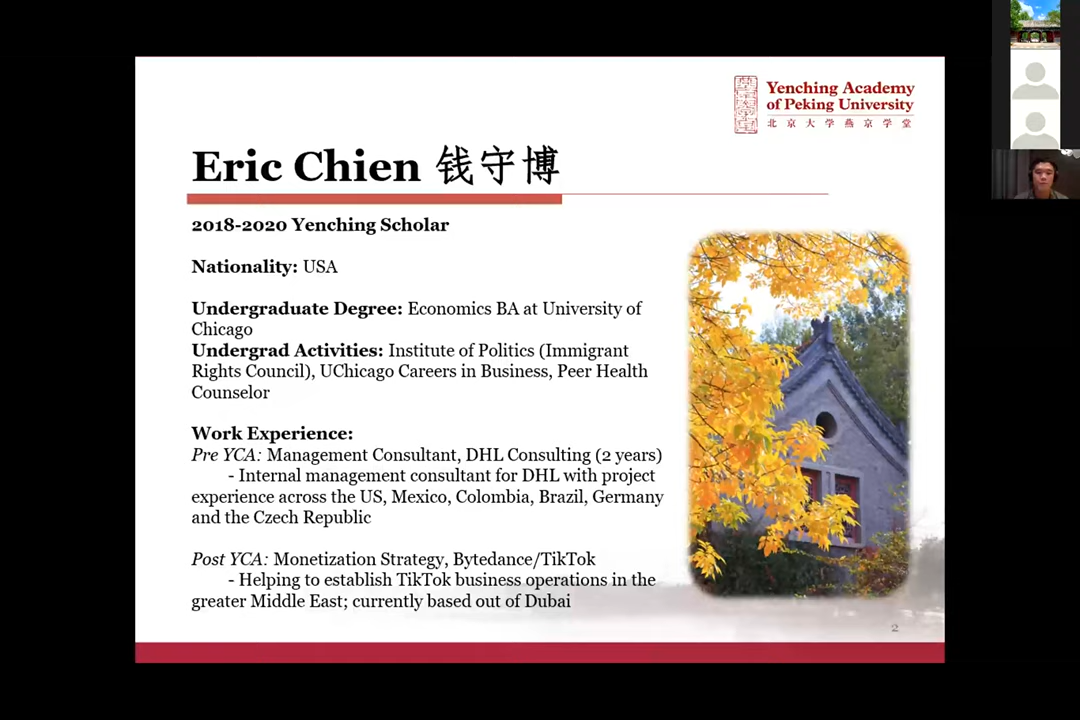 Yenching Academy
of Peking University
北京大学燕京学堂
Eric Chien 钱守博
2018-2020 Yenching Scholar
Nationality: USA
Undergraduate Degree: Economics BA at University of
Chicago
Undergrad Activities: Institute of Politics (Immigrant
Rights Council), UChicago Careers in Business, Peer Health
Counselor
Work Experience:
Pre YCA: Management Consultant, DHL Consulting (2 years)
- Internal management consultant for DHL with project
experience across the US, Mexico, Colombia, Brazil, Germany
and the Czech Republic
Post YCA: Monetization Strategy, Bytedance/TikTok
- Helping to establish TikTok business operations in the
greater Middle East; currently based out of Dubai
2